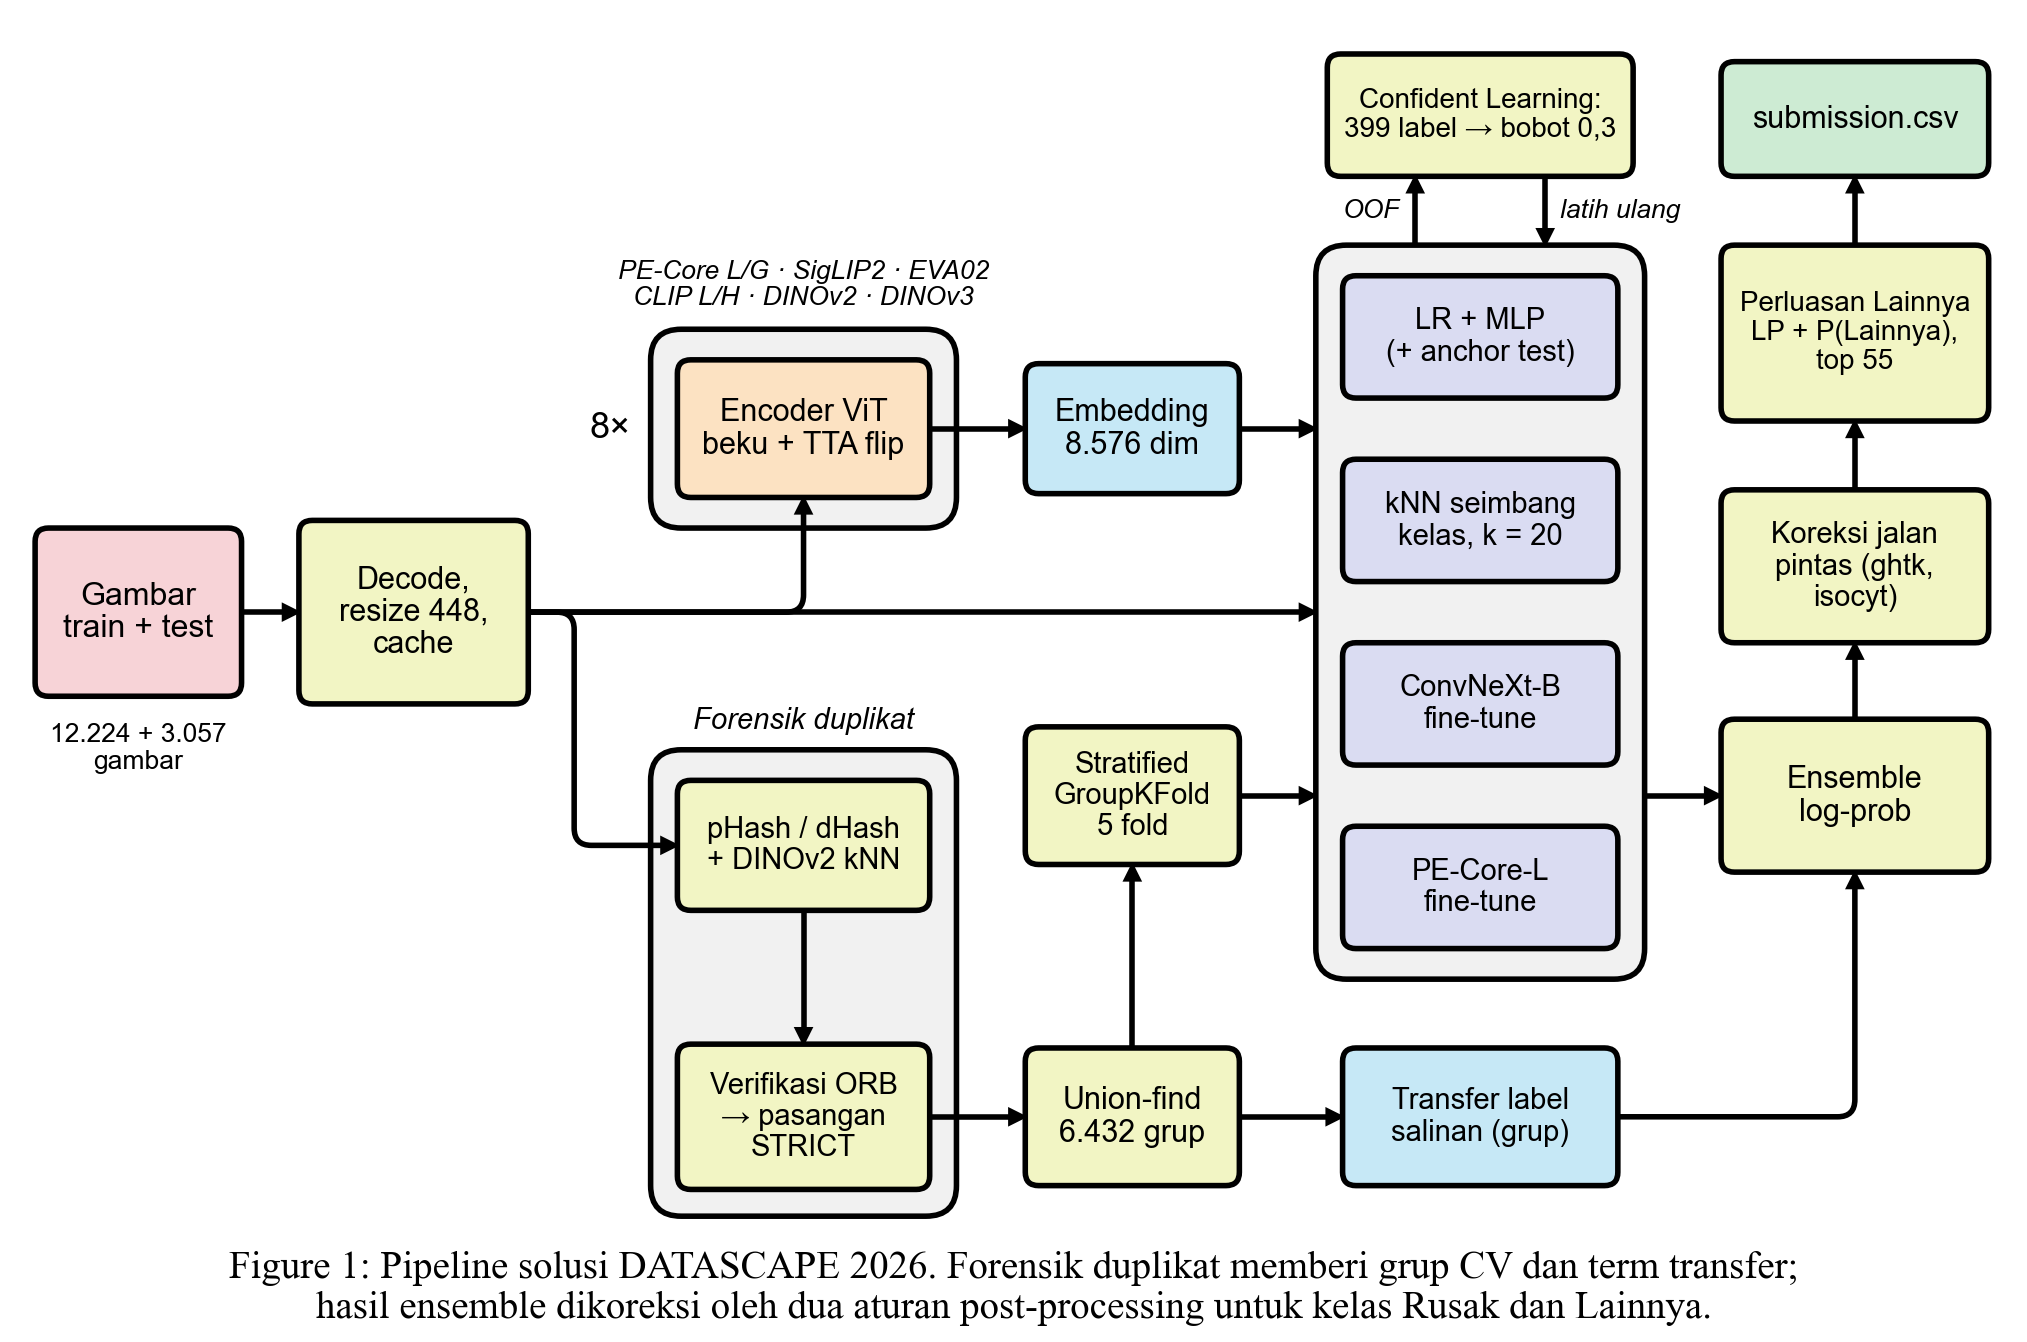 Confident Learning:
399 label → bobot 0,3
submission.csv
OOF
latih ulang
PE-Core L/G · SigLIP2 · EVA02
CLIP L/H · DINOv2 · DINOv3
8×
Encoder ViT
beku + TTA flip
Embedding
8.576 dim
LR + MLP
(+ anchor test)
kNN seimbang
kelas, k = 20
ConvNeXt-B
fine-tune
PE-Core-L
fine-tune
Perluasan Lainnya
LP + P(Lainnya),
top 55
Koreksi jalan
pintas (ghtk,
isocyt)
Ensemble
log-prob
Gambar
train + test
12.224 + 3.057
gambar
Decode,
resize 448,
cache
Forensik duplikat
pHash / dHash
+ DINOv2 kNN
Verifikasi ORB
→ pasangan
STRICT
Stratified
GroupKFold
5 fold
Union-find
6.432 grup
Transfer label
salinan (grup)
Figure 1: Pipeline solusi DATASCAPE 2026. Forensik duplikat memberi grup CV dan term transfer;
hasil ensemble dikoreksi oleh dua aturan post-processing untuk kelas Rusak dan Lainnya.